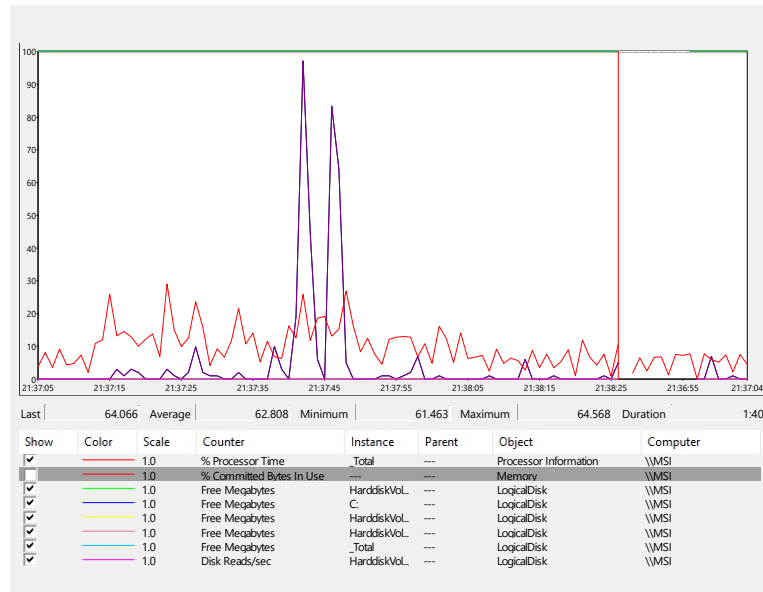 100
90
80
70
60
50
40
30
20
10
0
21:37:05 21:37:15 21:37:25 21:37:35 21:37:45 21:37:55 21:38:05 21:38:15 21:38:25 21:36:55 21:37:04
Last 64.066 Average 62.808 Minimum 61.463 Maximum 64.568 Duration 1:40
Show Color Scale Counter Instance Parent Object Computer
1.0 % Processor Time _Total --- Processor Information \\MSI
1.0 % Committed Bytes In Use --- --- Memory \\MSI
1.0 Free Megabytes HarddiskVol... --- LogicalDisk \\MSI
1.0 Free Megabytes C: --- LogicalDisk \\MSI
1.0 Free Megabytes HarddiskVol... --- LogicalDisk \\MSI
1.0 Free Megabytes HarddiskVol... --- LogicalDisk \\MSI
1.0 Free Megabytes _Total --- LogicalDisk \\MSI
1.0 Disk Reads/sec HarddiskVol... --- LogicalDisk \\MSI